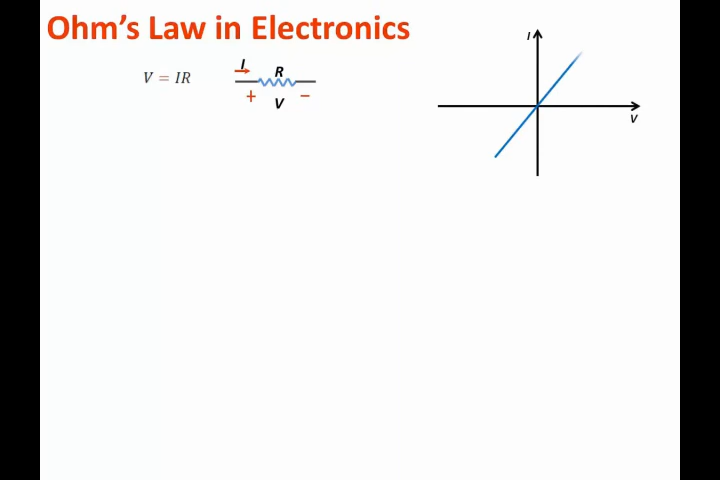 Ohm's Law in Electronics
V = IR
I
R
+ V −
I
V